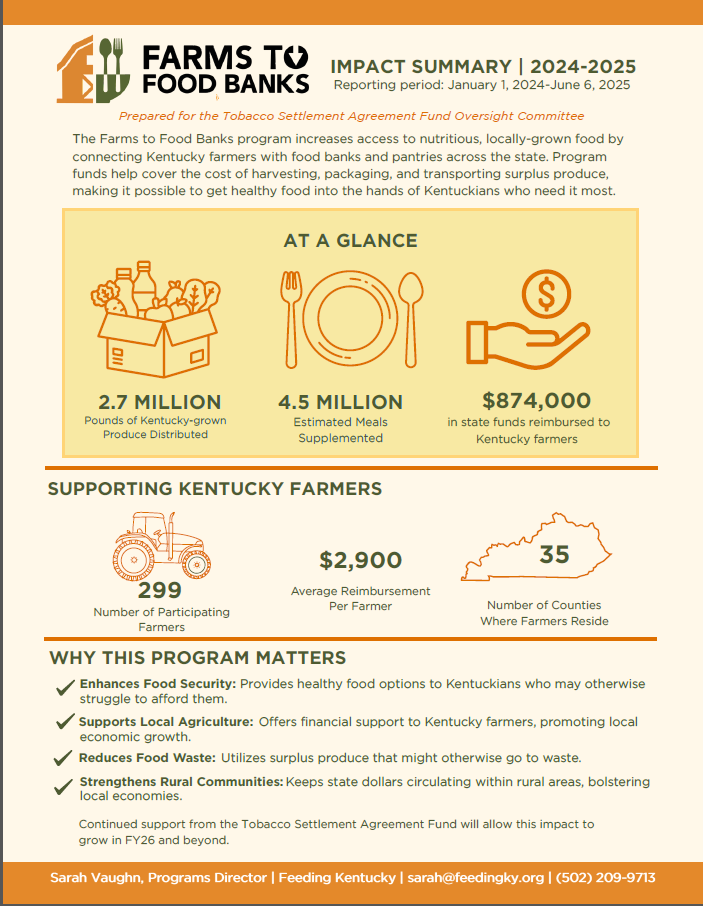 FARMS TO
FOOD BANKS
IMPACT SUMMARY | 2024-2025
Reporting period: January 1, 2024-June 6, 2025
Prepared for the Tobacco Settlement Agreement Fund Oversight Committee
The Farms to Food Banks program increases access to nutritious, locally-grown food by
connecting Kentucky farmers with food banks and pantries across the state. Program
funds help cover the cost of harvesting, packaging, and transporting surplus produce,
making it possible to get healthy food into the hands of Kentuckians who need it most.
AT A GLANCE
$
2.7 MILLION
Pounds of Kentucky-grown
Produce Distributed
4.5 MILLION
Estimated Meals
Supplemented
$874,000
in state funds reimbursed to
Kentucky farmers
SUPPORTING KENTUCKY FARMERS
299
Number of Participating
Farmers
$2,900
Average Reimbursement
Per Farmer
35
Number of Counties
Where Farmers Reside
WHY THIS PROGRAM MATTERS
Enhances Food Security: Provides healthy food options to Kentuckians who may otherwise
struggle to afford them.
Supports Local Agriculture: Offers financial support to Kentucky farmers, promoting local
economic growth.
Reduces Food Waste: Utilizes surplus produce that might otherwise go to waste.
Strengthens Rural Communities: Keeps state dollars circulating within rural areas, bolstering
local economies.
Continued support from the Tobacco Settlement Agreement Fund will allow this impact to
grow in FY26 and beyond.
Sarah Vaughn, Programs Director | Feeding Kentucky | sarah@feedingky.org | (502) 209-9713